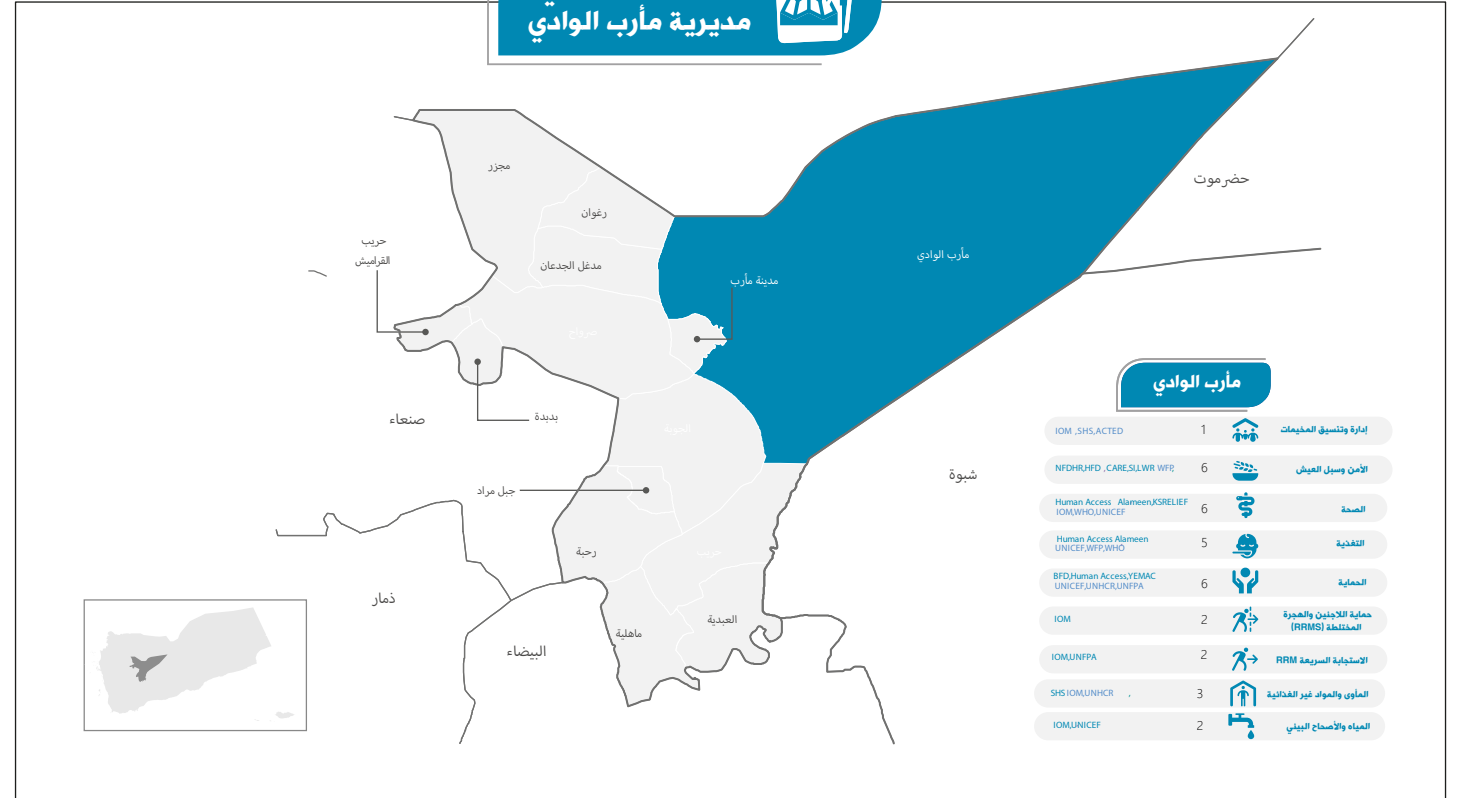 مديرية مأرب الوادي
مجزر
رغوان
حريب
القراميش
مدغل الجدعان
مدينة مأرب
مأرب الوادي
حضرموت
صرواح
صنعاء
بدبدة
الجوبة
جبل مراد
شبوة
رحبة
حريب
ذمار
ماهلية
العبدية
البيضاء
مأرب الوادي
إدارة وتنسيق المخيمات 1 IOM ,SHS,ACTED
الأمن وسبل العيش 6 NFDHR,HFD ,CARE,SI,LWR WFP,
الصحة 6 Human Access Alameen,KSRELIEF
IOM,WHO,UNICEF
التغذية 5 Human Access Alameen
UNICEF,WFP,WHO
الحماية 6 BFD,Human Access,YEMAC
UNICEF,UNHCR,UNFPA
حماية اللاجئين والهجرة
المختلطة (RRMS) 2 IOM
الاستجابة السريعة RRM 2 IOM,UNFPA
المأوى والمواد غير الغذائية 3 SHS IOM,UNHCR ,
المياه والأصحاح البيئي 2 IOM,UNICEF